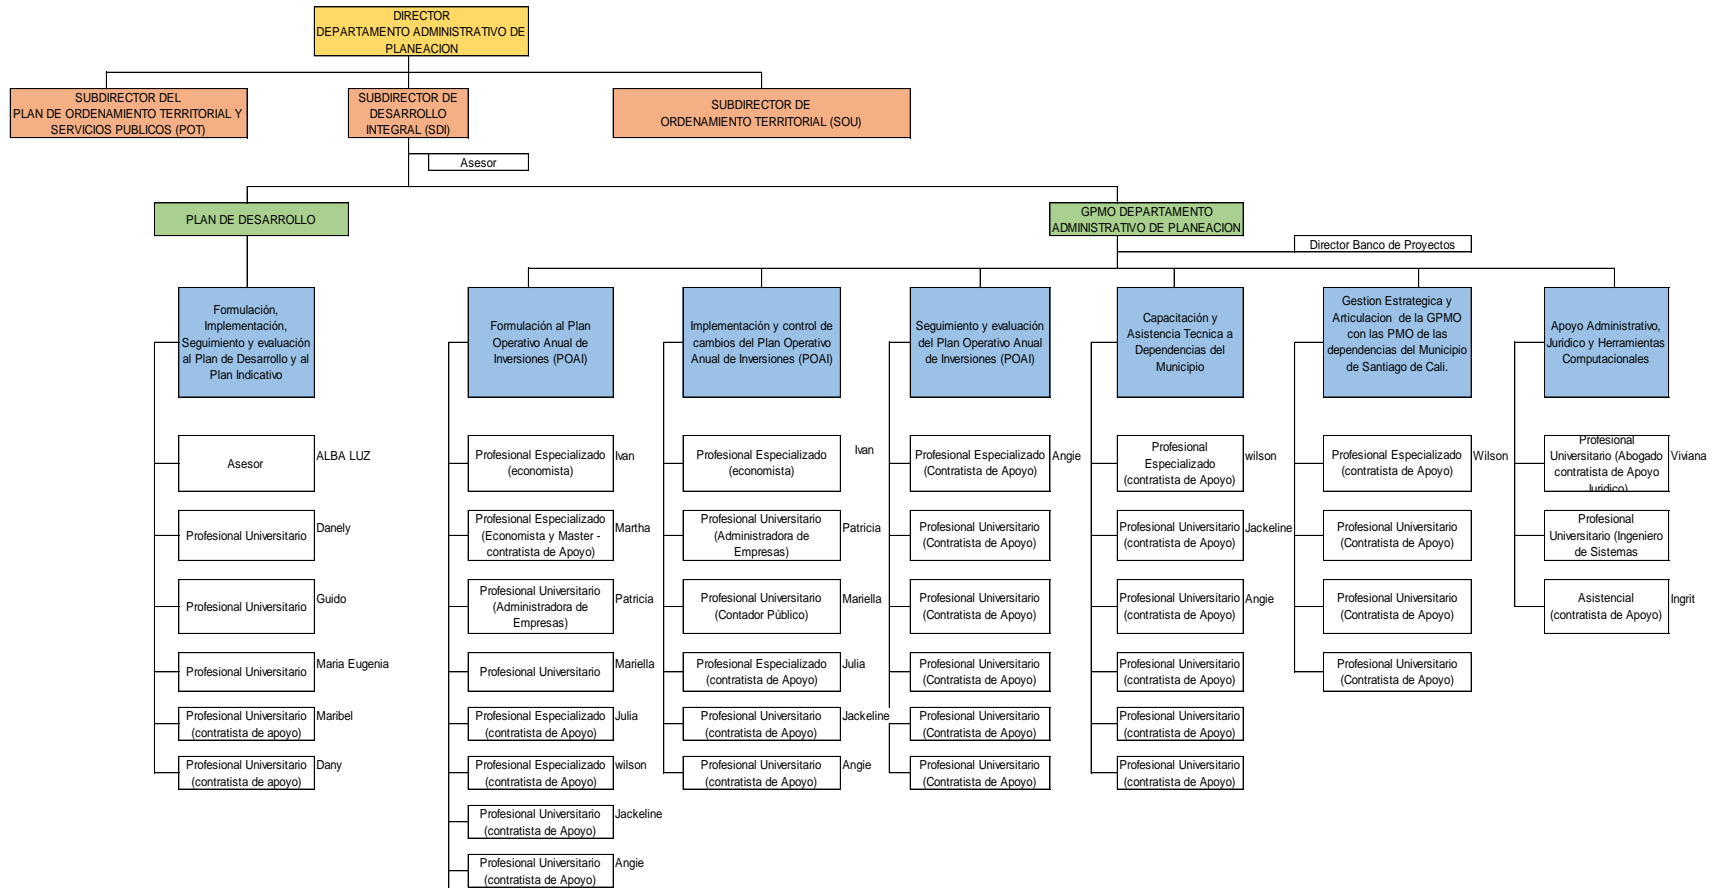 DIRECTOR
DEPARTAMENTO ADMINISTRATIVO DE
PLANEACION
SUBDIRECTOR DEL
PLAN DE ORDENAMIENTO TERRITORIAL Y
SERVICIOS PUBLICOS (POT)
SUBDIRECTOR DE
DESARROLLO
INTEGRAL (SDI)
SUBDIRECTOR DE
ORDENAMIENTO TERRITORIAL (SOU)
Asesor
PLAN DE DESARROLLO
GPMO DEPARTAMENTO
ADMINISTRATIVO DE PLANEACION
Director Banco de Proyectos
Formulación,
Implementación,
Seguimiento y evaluación
al Plan de Desarrollo y al
Plan Indicativo
Asesor
ALBA LUZ
Profesional Universitario
Danely
Profesional Universitario
Guido
Profesional Universitario
Maria Eugenia
Profesional Universitario
(contratista de apoyo)
Maribel
Profesional Universitario
(contratista de apoyo)
Dany
Formulación al Plan
Operativo Anual de
Inversiones (POAI)
Profesional Especializado
(economista)
Ivan
Profesional Especializado
(Economista y Master -
contratista de Apoyo)
Martha
Profesional Universitario
(Administradora de
Empresas)
Patricia
Profesional Universitario
Mariella
Profesional Especializado
(contratista de Apoyo)
Julia
Profesional Especializado
(contratista de Apoyo)
wilson
Profesional Universitario
(contratista de Apoyo)
Jackeline
Profesional Universitario
(contratista de Apoyo)
Angie
Implementación y control de
cambios del Plan Operativo
Anual de Inversiones (POAI)
Profesional Especializado
(economista)
Ivan
Profesional Universitario
(Administradora de
Empresas)
Patricia
Profesional Universitario
(Contador Público)
Mariella
Profesional Especializado
(contratista de Apoyo)
Julia
Profesional Universitario
(contratista de Apoyo)
Jackeline
Profesional Universitario
(contratista de Apoyo)
Angie
Seguimiento y evaluación
del Plan Operativo Anual
de Inversiones (POAI)
Profesional Especializado
(Contratista de Apoyo)
Angie
Profesional Universitario
(Contratista de Apoyo)
Profesional Universitario
(Contratista de Apoyo)
Profesional Universitario
(Contratista de Apoyo)
Profesional Universitario
(Contratista de Apoyo)
Profesional Universitario
(Contratista de Apoyo)
Capacitación y
Asistencia Tecnica a
Dependencias del
Municipio
Profesional
Especializado
(contratista de Apoyo)
wilson
Profesional Universitario
(contratista de Apoyo)
Jackeline
Profesional Universitario
(contratista de Apoyo)
Angie
Profesional Universitario
(contratista de Apoyo)
Profesional Universitario
(contratista de Apoyo)
Profesional Universitario
(contratista de Apoyo)
Gestion Estrategica y
Articulacion de la GPMO
con las PMO de las
dependencias del Municipio
de Santiago de Cali.
Profesional Especializado
(contratista de Apoyo)
Wilson
Profesional Universitario
(Contratista de Apoyo)
Profesional Universitario
(Contratista de Apoyo)
Profesional Universitario
(Contratista de Apoyo)
Apoyo Administrativo,
Juridico y Herramientas
Computacionales
Profesional
Universitario (Abogado
contratista de Apoyo
Juridico)
Viviana
Profesional
Universitario (Ingeniero
de Sistemas
Asistencial
(contratista de Apoyo)
Ingrit